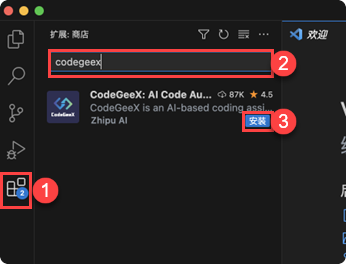 扩展: 商店
欢迎
codegeex
2
CodeGeeX: AI Code Au... 87K ★ 4.5
CodeGeeX is an AI-based coding assi...
Zhipu AI
安装
3
CodeGeeX
2
1